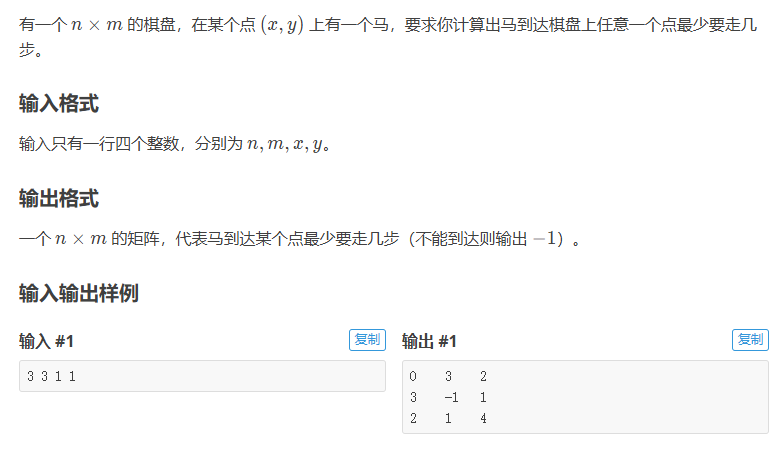 有一个 n × m 的棋盘，在某个点 (x, y) 上有一个马，要求你计算出马到达棋盘上任意一个点最少要走几
步。
输入格式
输入只有一行四个整数，分别为 n, m, x, y。
输出格式
一个 n × m 的矩阵，代表马到达某个点最少要走几步（不能到达则输出 −1）。
输入输出样例
输入 #1 复制
3 3 1 1
输出 #1 复制
0 3 2
3 -1 1
2 1 4